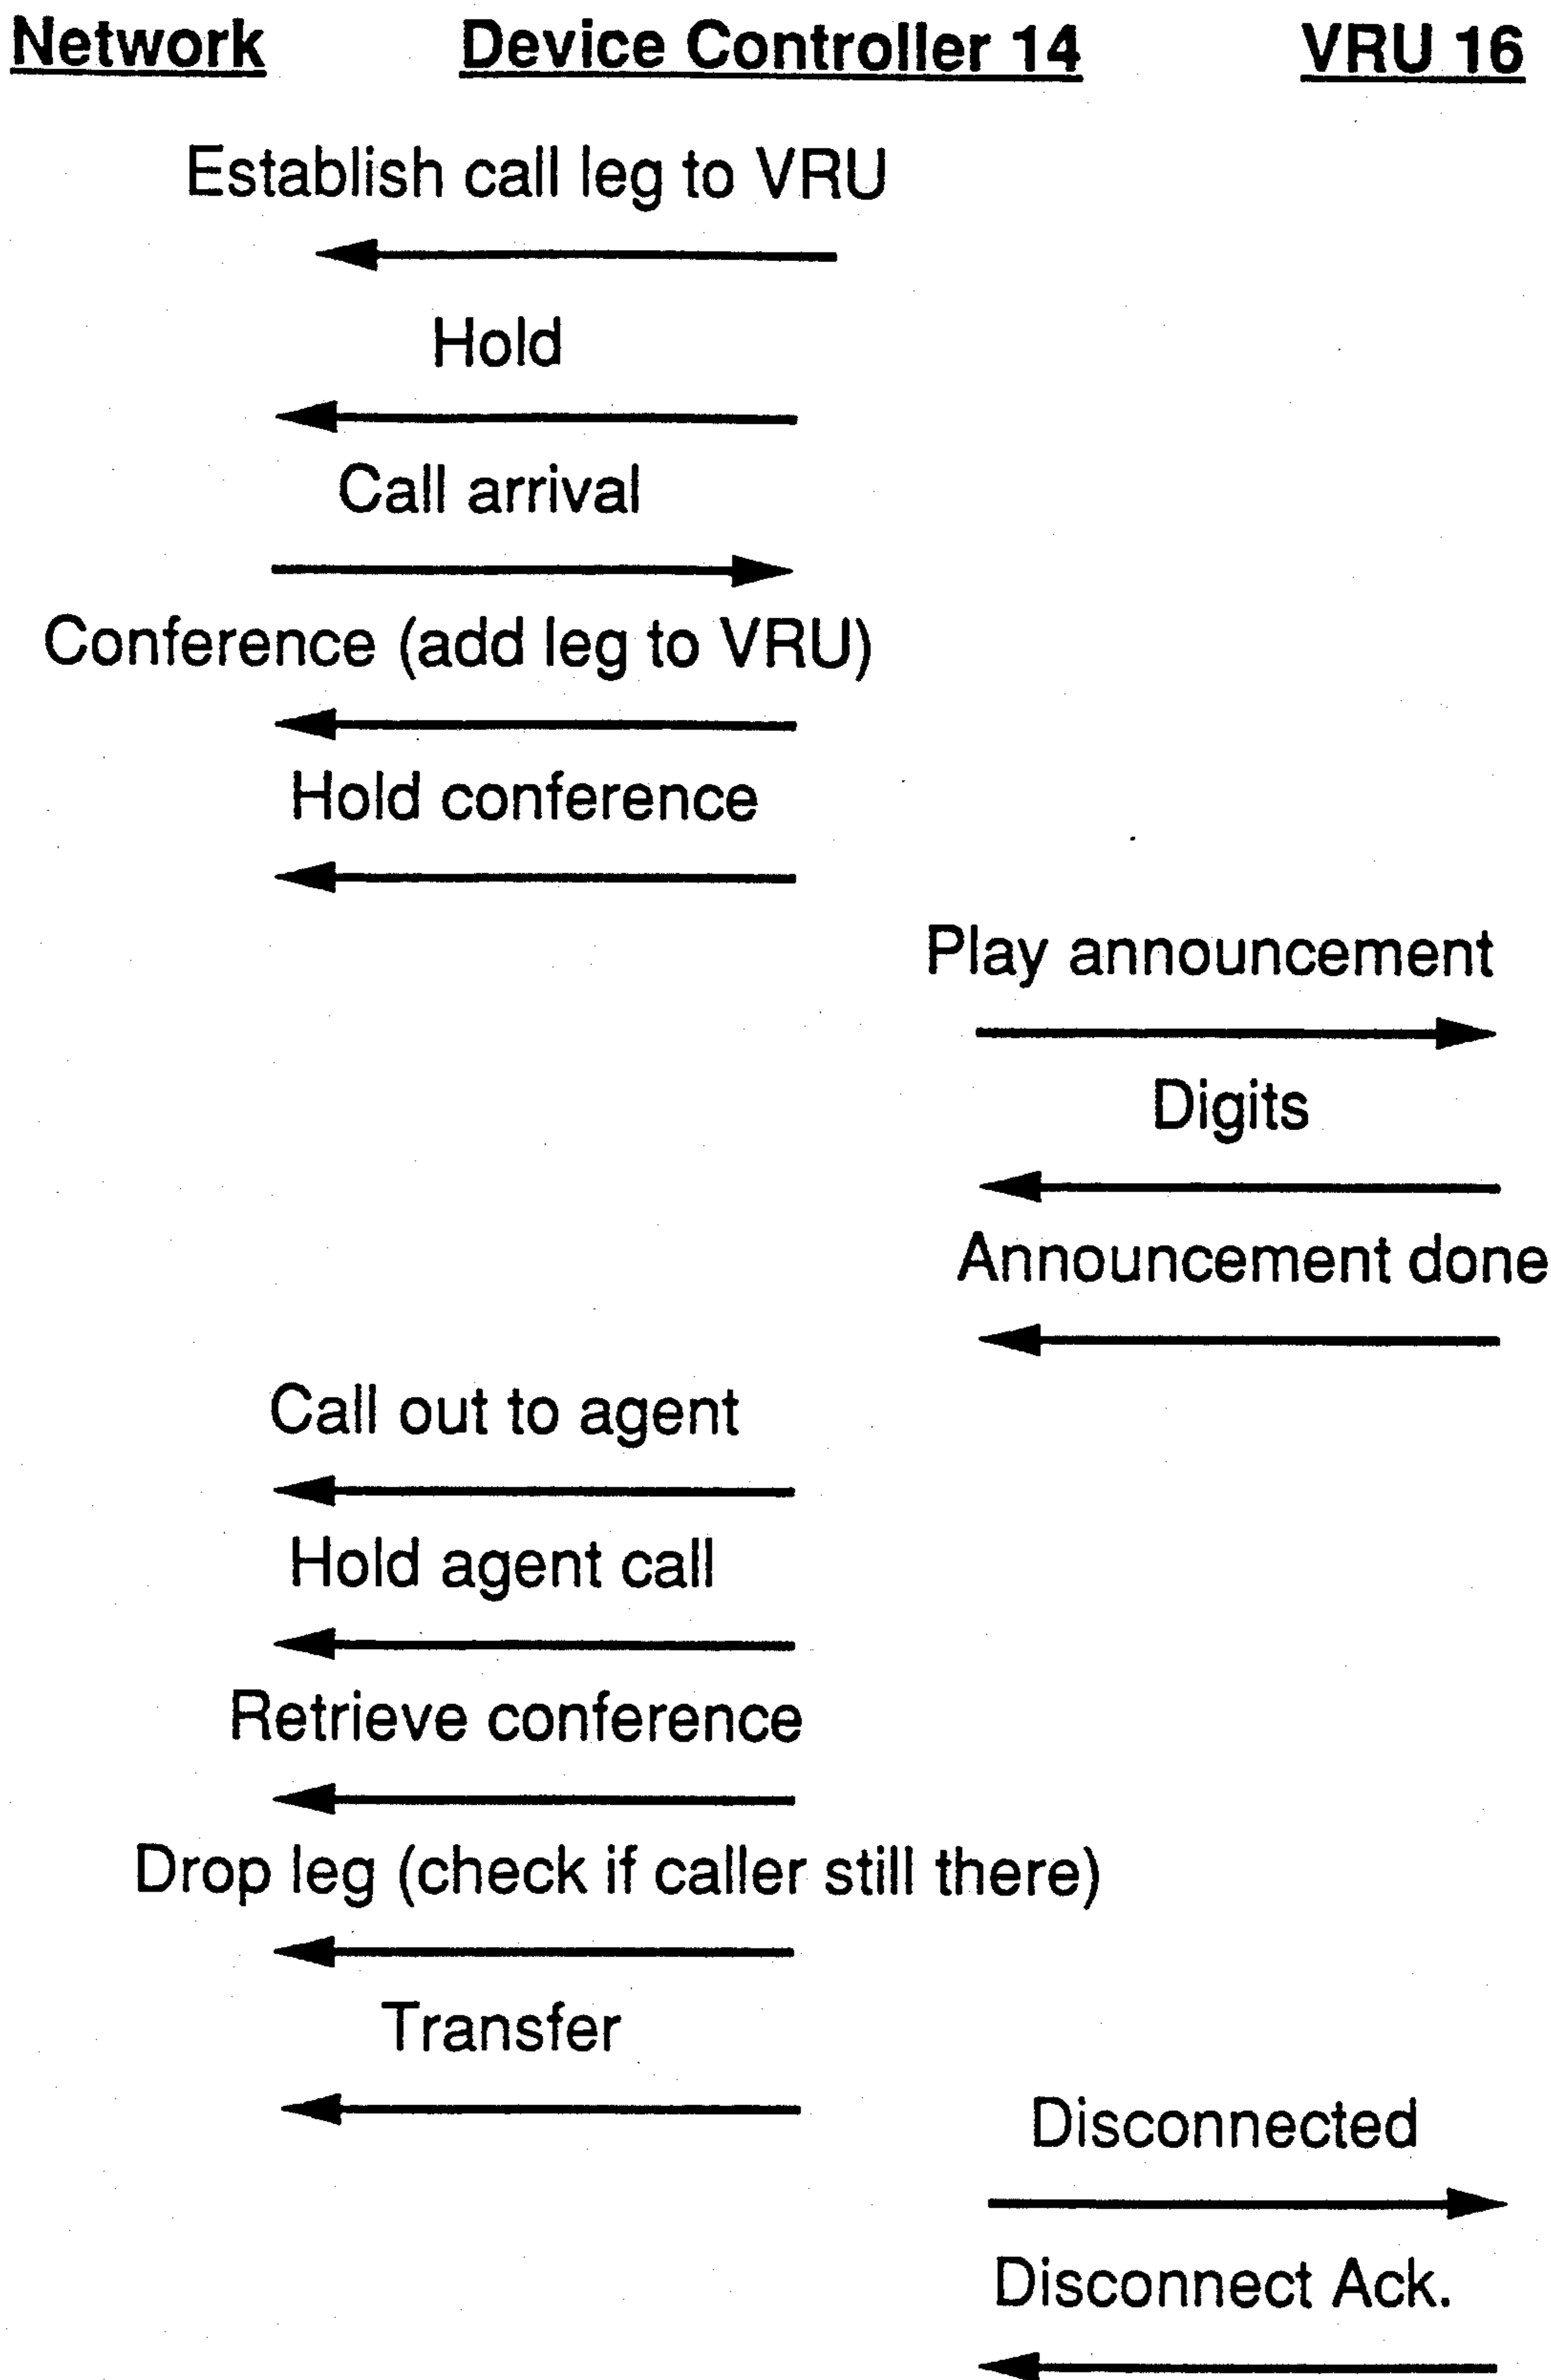 Network Device Controller 14 VRU 16
Establish call leg to VRU
Hold
Call arrival
Conference (add leg to VRU)
Hold conference
Play announcement
Digits
Announcement done
Call out to agent
Hold agent call
Retrieve conference
Drop leg (check if caller still there)
Transfer
Disconnected
Disconnect Ack.